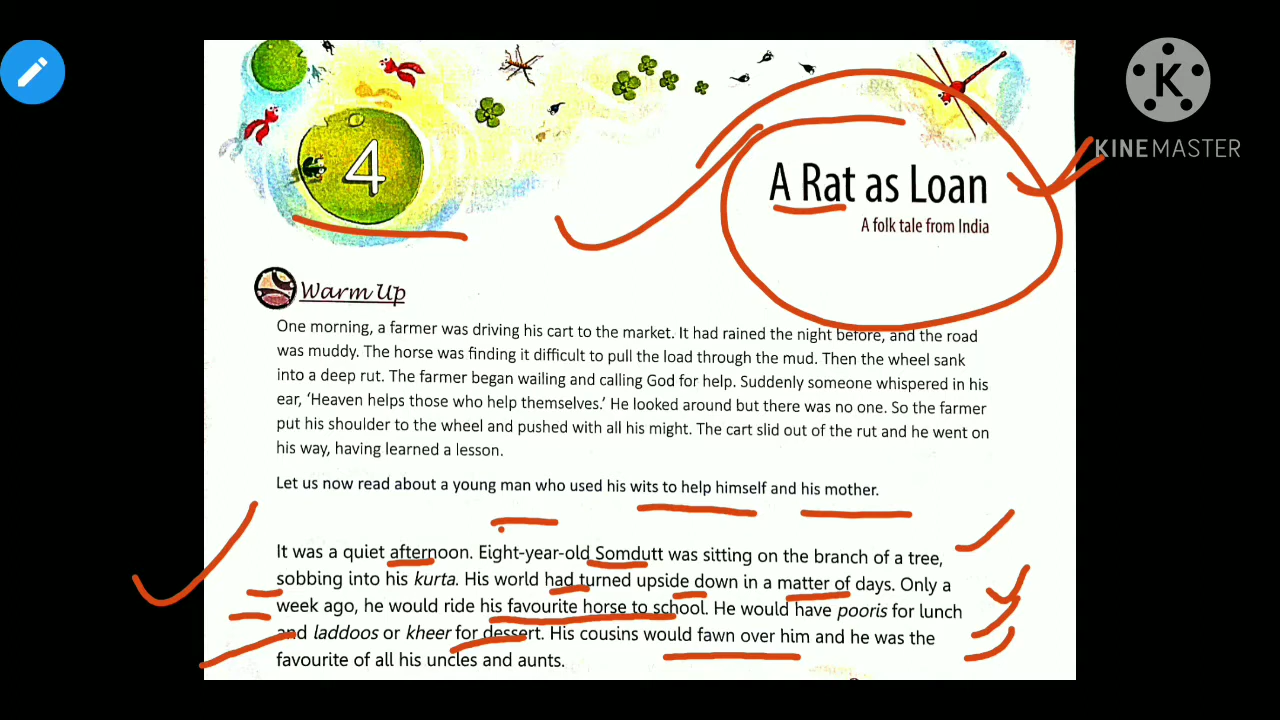 K
KINEMASTER
4
A Rat as Loan
A folk tale from India
Warm Up
One morning, a farmer was driving his cart to the market. It had rained the night before, and the road
was muddy. The horse was finding it difficult to pull the load through the mud. Then the wheel sank
into a deep rut. The farmer began wailing and calling God for help. Suddenly someone whispered in his
ear, ‘Heaven helps those who help themselves.’ He looked around but there was no one. So the farmer
put his shoulder to the wheel and pushed with all his might. The cart slid out of the rut and he went on
his way, having learned a lesson.
Let us now read about a young man who used his wits to help himself and his mother.
It was a quiet afternoon. Eight-year-old Somdutt was sitting on the branch of a tree,
sobbing into his kurta. His world had turned upside down in a matter of days. Only a
week ago, he would ride his favourite horse to school. He would have pooris for lunch
and laddoos or kheer for dessert. His cousins would fawn over him and he was the
favourite of all his uncles and aunts.